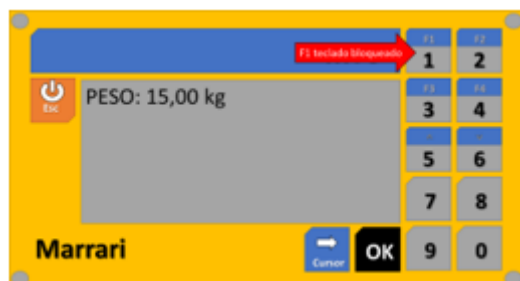 F1 teclado bloqueado
F1 F2
1 2
Esc
PESO: 15,00 kg
F3 F4
3 4
5 6
7 8
Marrari
Cursor
OK
9 0